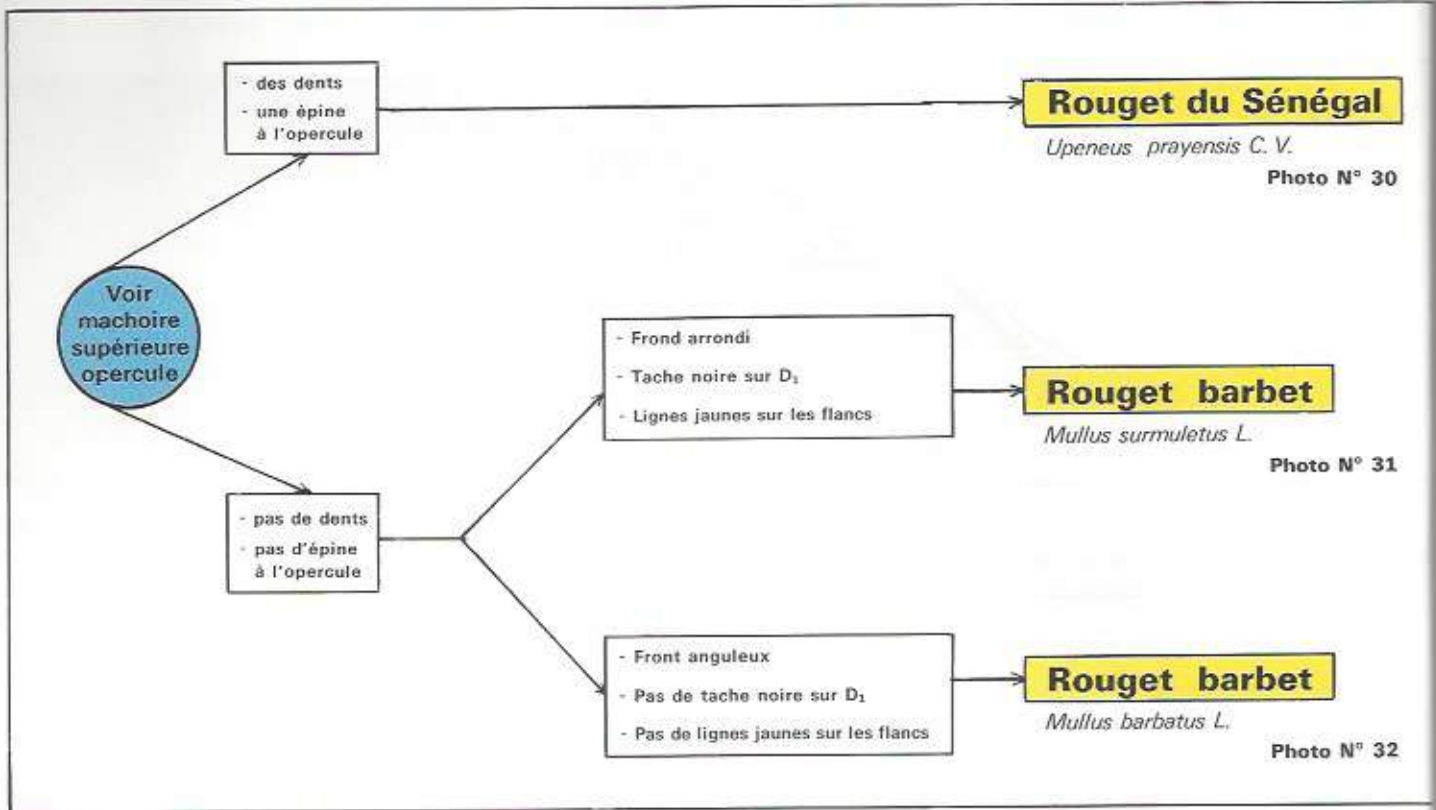 - des dents
- une épine
à l'opercule
Rouget du Sénégal
Upeneus prayensis C. V.
Photo N° 30
Voir
machoire
supérieure
opercule
- Frond arrondi
- Tache noire sur D₁
- Lignes jaunes sur les flancs
Rouget barbet
Mullus surmuletus L.
Photo N° 31
- pas de dents
- pas d'épine
à l'opercule
- Front anguleux
- Pas de tache noire sur D₁
- Pas de lignes jaunes sur les flancs
Rouget barbet
Mullus barbatus L.
Photo N° 32